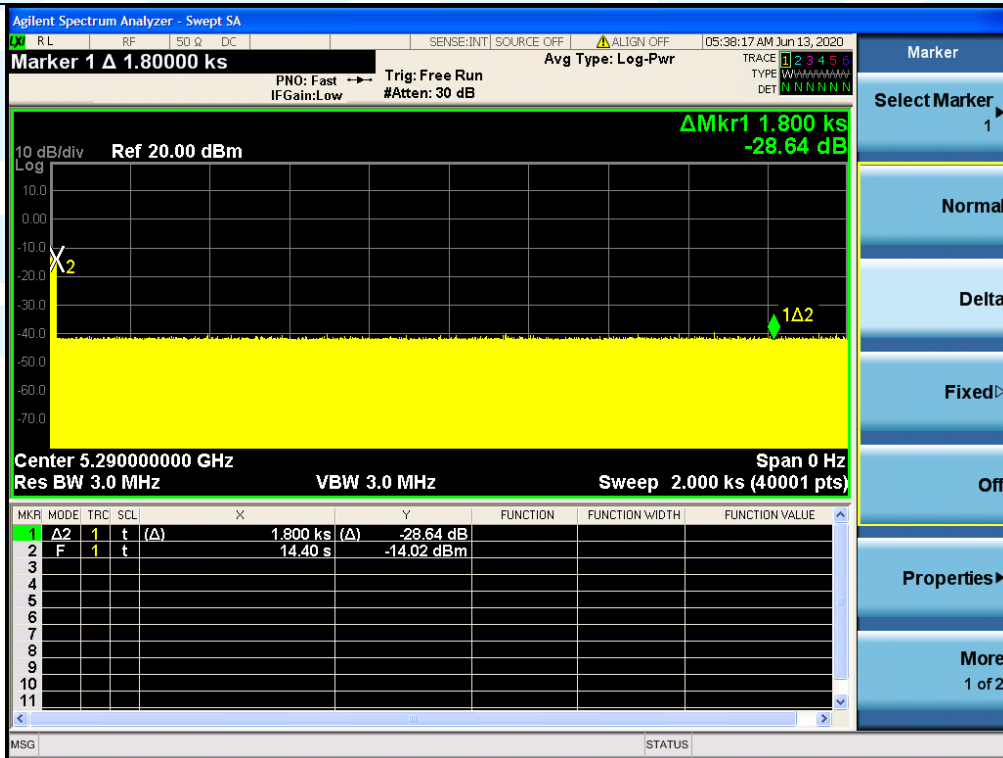 Agilent Spectrum Analyzer - Swept SA
LXI RL RF 50 Ω DC SENSE:INT SOURCE OFF ALIGN OFF 05:38:17 AM Jun 13, 2020
Marker 1 Δ 1.80000 ks
PNO: Fast
IFGain:Low
Trig: Free Run
#Atten: 30 dB
Avg Type: Log-Pwr
TRACE 1 2 3 4 5 6
TYPE WWWWWW
DET N N N N N N
ΔMkr1 1.800 ks
-28.64 dB
10 dB/div Ref 20.00 dBm
Log
10.0
0.00
-10.0
-20.0
-30.0
-40.0
-50.0
-60.0
-70.0
2
1Δ2
Center 5.290000000 GHz Span 0 Hz
Res BW 3.0 MHz VBW 3.0 MHz Sweep 2.000 ks (40001 pts)
MKR MODE TRC SCL X Y FUNCTION FUNCTION WIDTH FUNCTION VALUE
1 Δ2 1 t (Δ) 1.800 ks (Δ) -28.64 dB
2 F 1 t 14.40 s -14.02 dBm
3
4
5
6
7
8
9
10
11
MSG STATUS
Marker
Select Marker
1
Normal
Delta
Fixed
Off
Properties
More
1 of 2